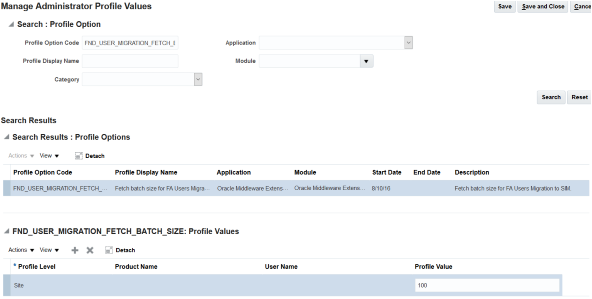 Manage Administrator Profile Values
Save Save and Close Cance
Search : Profile Option
Profile Option Code FND_USER_MIGRATION_FETCH_ Application
Profile Display Name Module
Category
Search Reset
Search Results
Search Results : Profile Options
Actions View Detach
Profile Option Code Profile Display Name Application Module Start Date End Date Description
FND_USER_MIGRATION_FETCH_... Fetch batch size for FA Users Migra... Oracle Middleware Extens... Oracle Middleware Extens... 8/10/16 Fetch batch size for FA Users Migration to SIM.
FND_USER_MIGRATION_FETCH_BATCH_SIZE: Profile Values
Actions View Detach
* Profile Level Product Name User Name Profile Value
Site 100